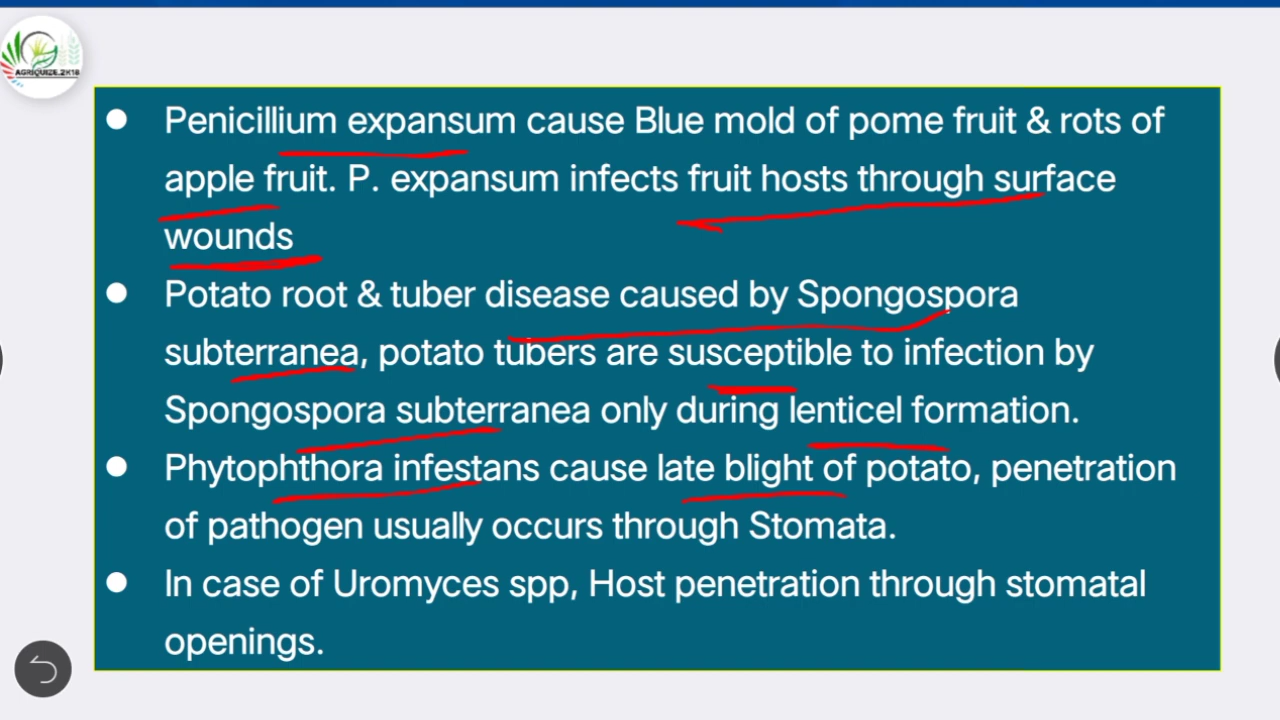 AGRIQUIZE.2K18
● Penicillium expansum cause Blue mold of pome fruit & rots of
apple fruit. P. expansum infects fruit hosts through surface
wounds
● Potato root & tuber disease caused by Spongospora
subterranea, potato tubers are susceptible to infection by
Spongospora subterranea only during lenticel formation.
● Phytophthora infestans cause late blight of potato, penetration
of pathogen usually occurs through Stomata.
● In case of Uromyces spp, Host penetration through stomatal
openings.